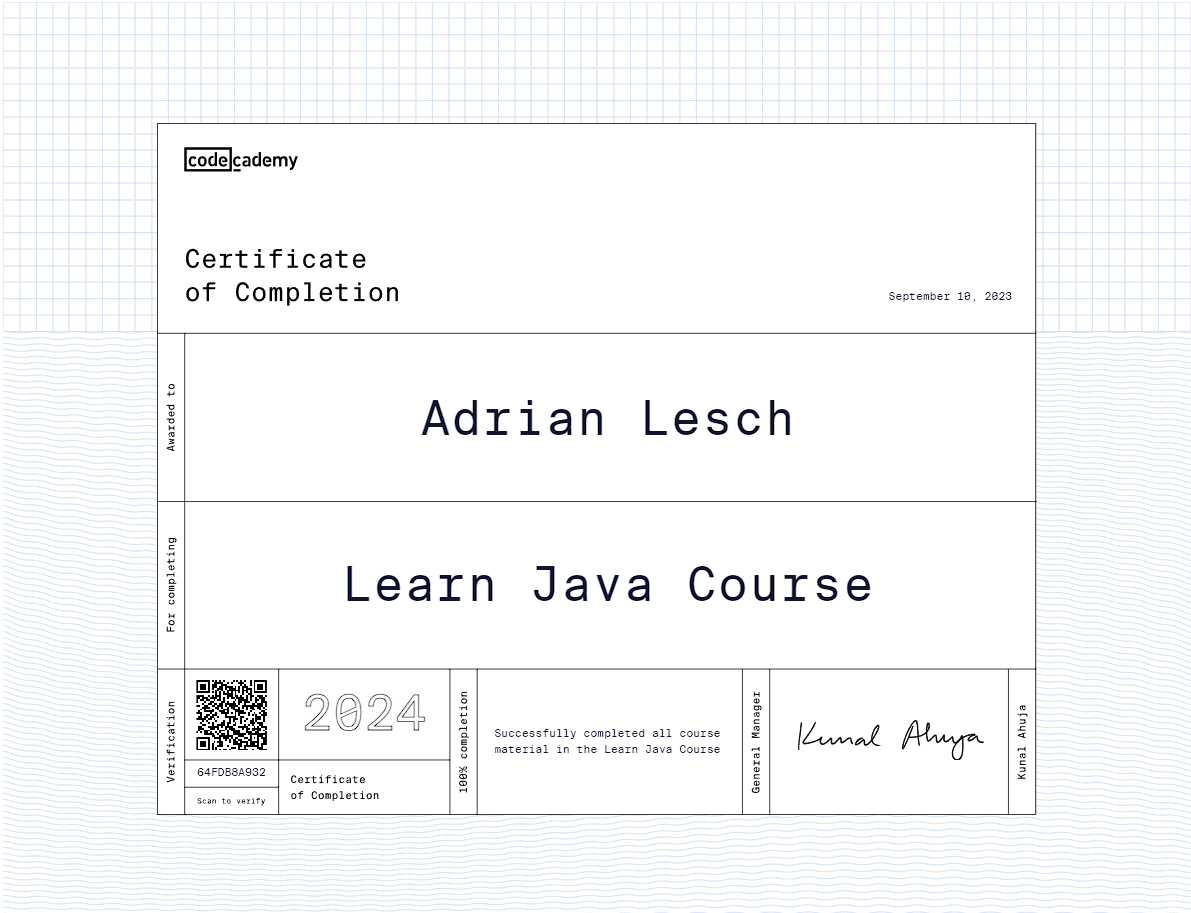 codecademy
Certificate
of Completion
September 10, 2023
Awarded to
Adrian Lesch
For completing
Learn Java Course
Verification
64FDB8A932
Scan to verify
2024
Certificate
of Completion
100% completion
Successfully completed all course
material in the Learn Java Course
General Manager
Kunal Ahuja
Kunal Ahuja